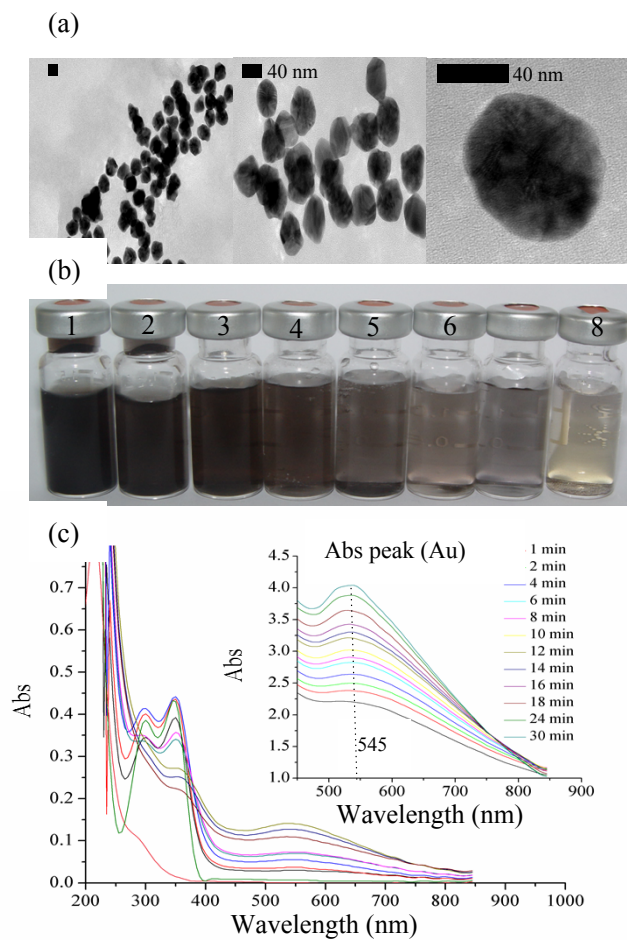 (a)
40 nm
40 nm
(b)
1 2 3 4 5 6 8
(c)
Abs peak (Au)
4.5
4.0
3.5
3.0
2.5
2.0
1.5
1.0
Abs
500 600 700 800 900
Wavelength (nm)
545
1 min
2 min
4 min
6 min
8 min
10 min
12 min
14 min
16 min
18 min
24 min
30 min
0.7
0.6
0.5
0.4
0.3
0.2
0.1
0.0
Abs
200 300 400 500 600 700 800 900 1000
Wavelength (nm)